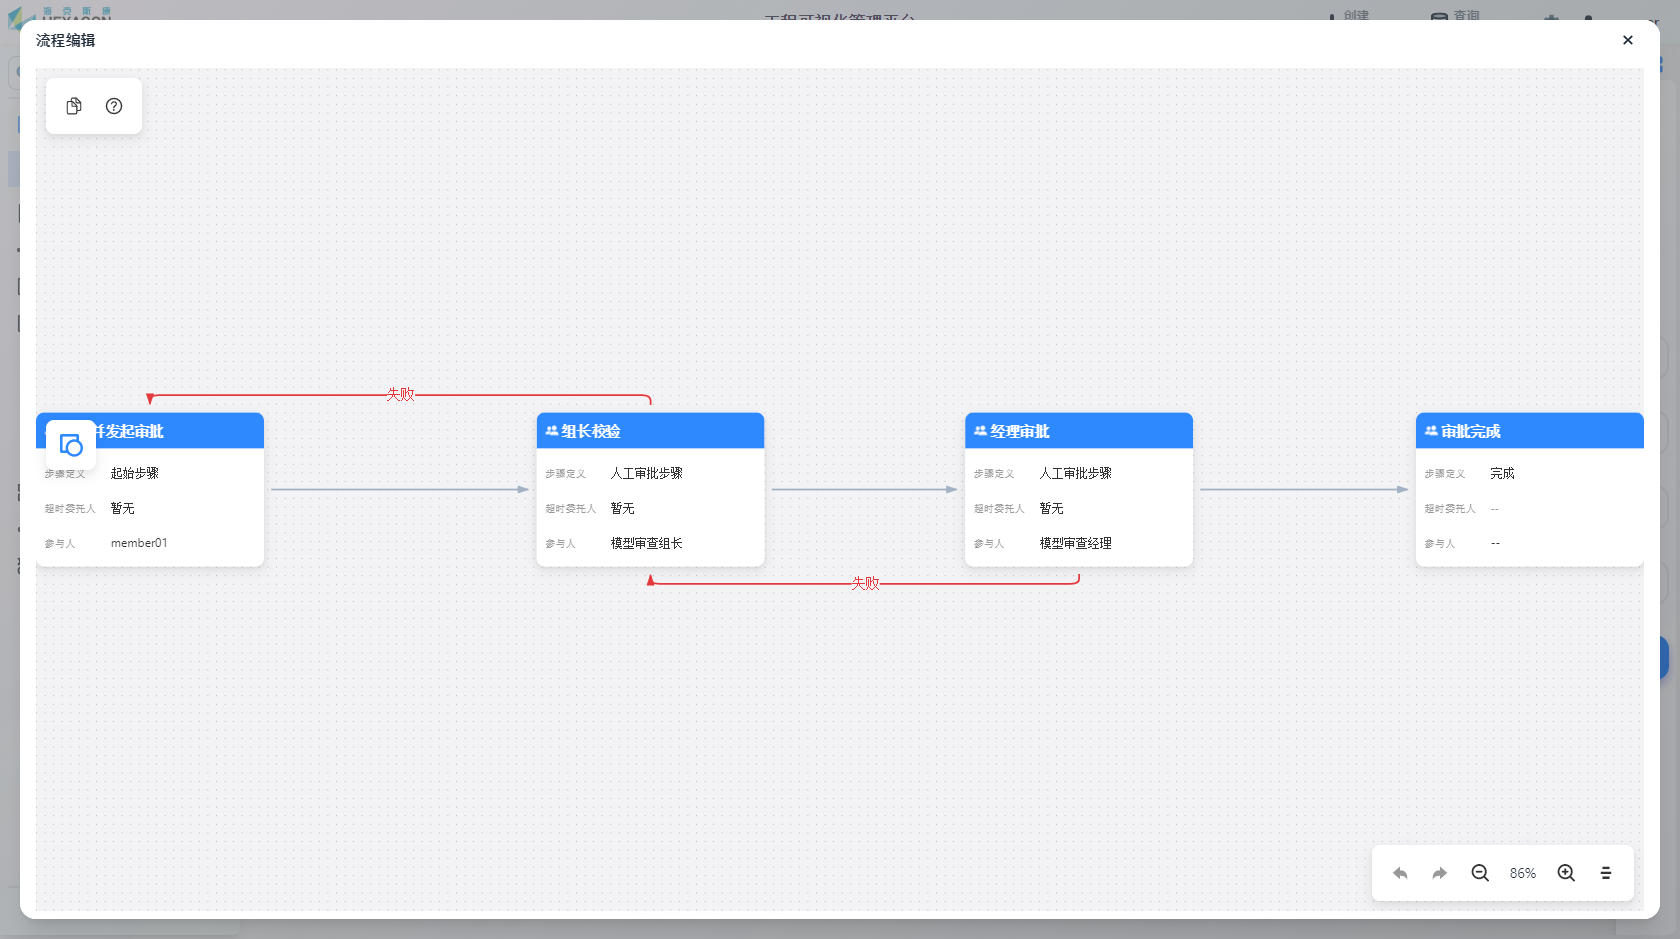 流程编辑
失败
并发起审批
步骤定义 起始步骤
超时委托人 暂无
参与人 member01
组长校验
步骤定义 人工审批步骤
超时委托人 暂无
参与人 模型审查组长
经理审批
步骤定义 人工审批步骤
超时委托人 暂无
参与人 模型审查经理
审批完成
步骤定义 完成
超时委托人 --
参与人 --
失败
86%